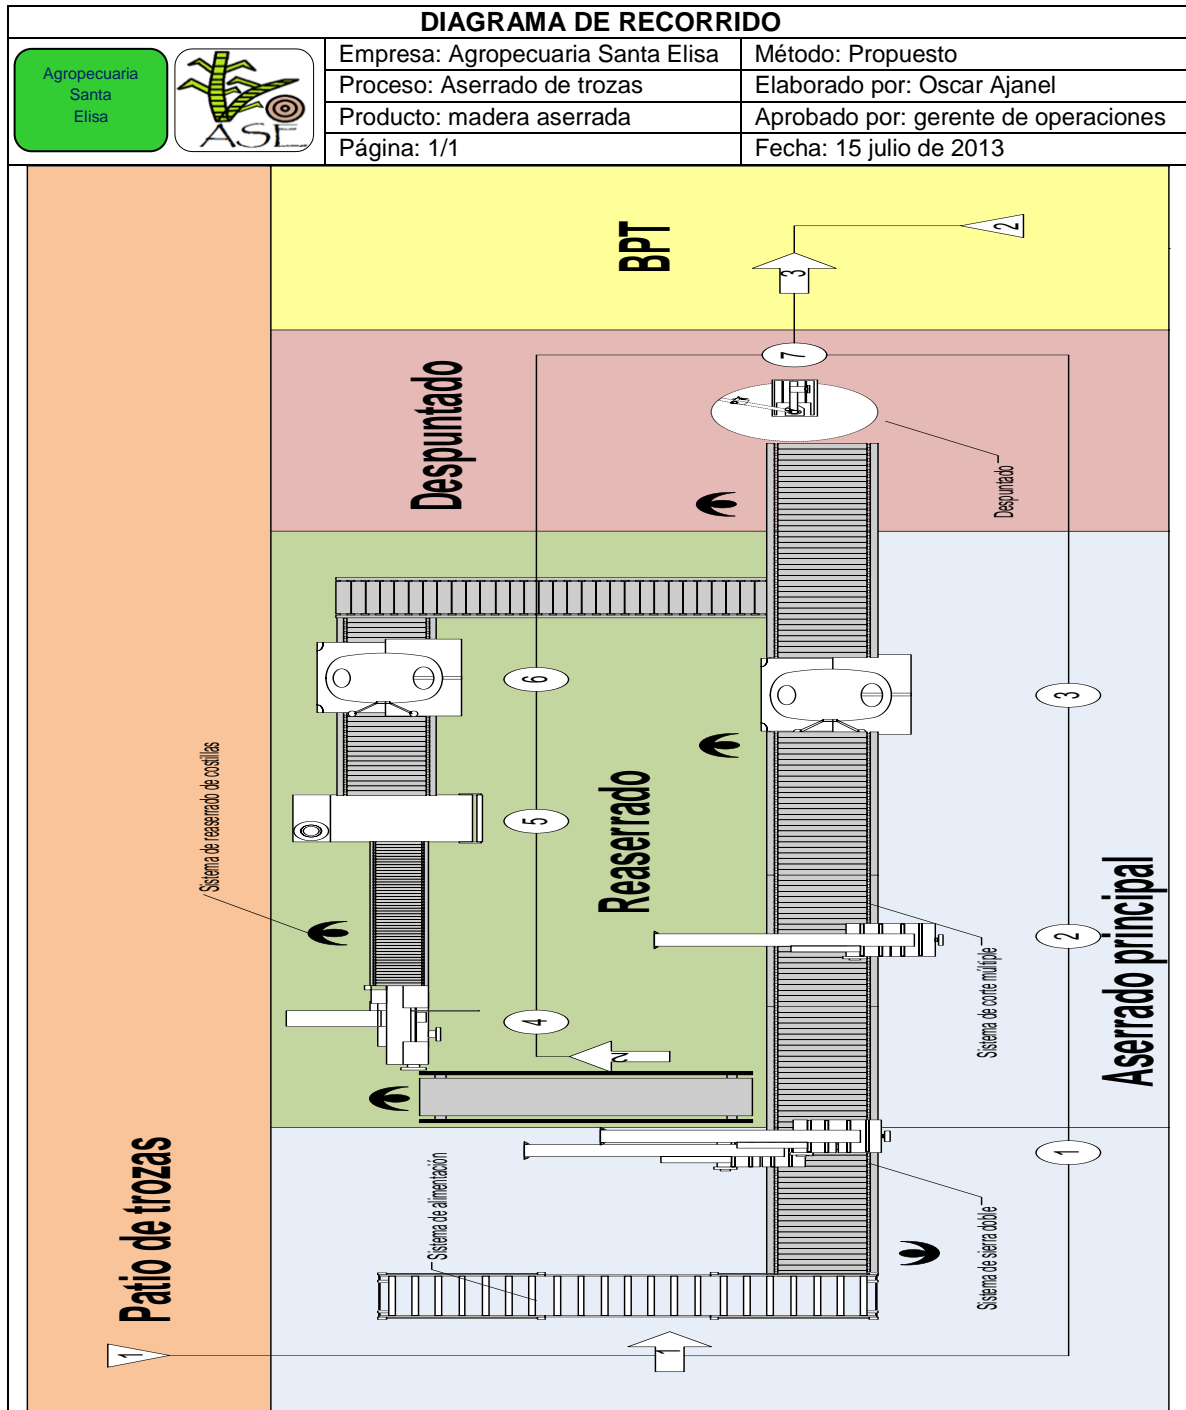 DIAGRAMA DE RECORRIDO
Agropecuaria
Santa
Elisa
ASE
Empresa: Agropecuaria Santa Elisa
Método: Propuesto
Proceso: Aserrado de trozas
Elaborado por: Oscar Ajanel
Producto: madera aserrada
Aprobado por: gerente de operaciones
Página: 1/1
Fecha: 15 julio de 2013
BPT
2
3
7
Despuntado
Despuntado
6
3
Sistema de reaserrado de costillas
5
Reaserrado
2
Sistema de corte múltiple
Aserrado principal
4
2
1
Patio de trozas
Sistema de alimentación
Sistema de sierra doble
1
1